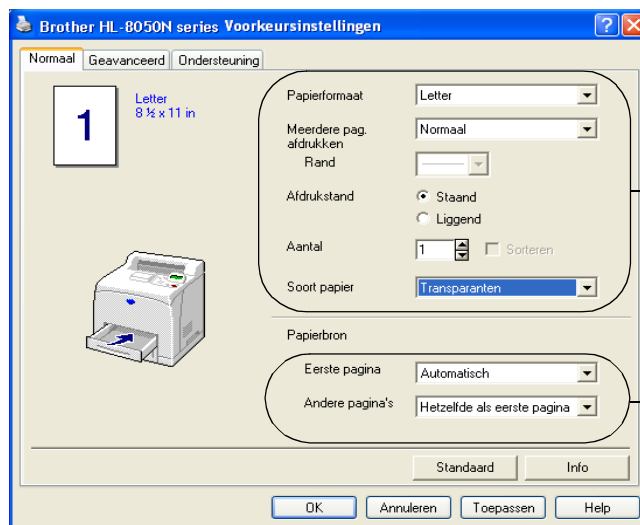 Brother HL-8050N series Voorkeursinstellingen
Normaal Geavanceerd Ondersteuning
1
Letter
8 ½ x 11 in
Papierformaat Letter
Meerdere pag. afdrukken Normaal
Rand
Afdrukstand Staand
Liggend
Aantal 1 Sorteren
Soort papier Transparanten
Papierbron
Eerste pagina Automatisch
Andere pagina's Hetzelfde als eerste pagina
Standaard Info
OK Annuleren Toepassen Help